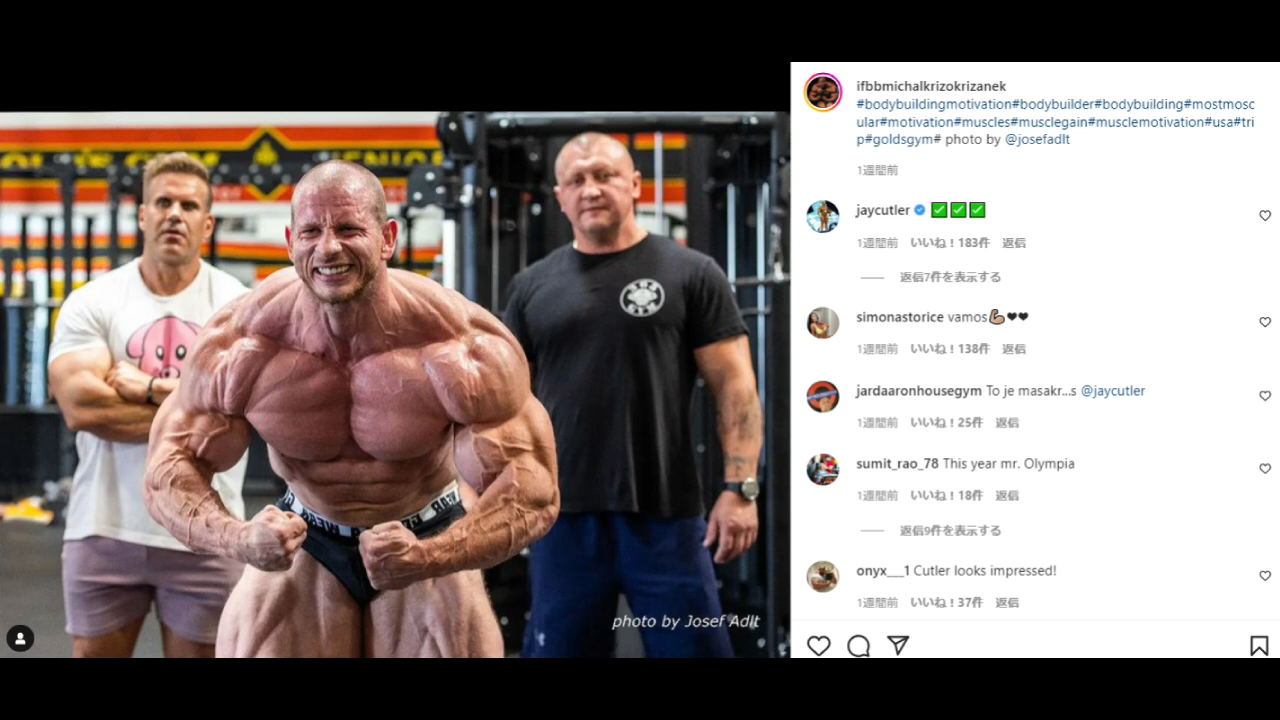 ifbbmichalkrizokrizanek
#bodybuildingmotivation#bodybuilder#bodybuilding#mostmosc
ular#motivation#muscles#musclegain#musclemotivation#usa#tri
p#goldsgym# photo by @josefadlt
1週間前
jaycutler ✅✅✅
1週間前 いいね！183件 返信
返信7件を表示する
simonastorice vamos💪🏼❤❤
1週間前 いいね！138件 返信
jardaaronhousegym To je masakr...s @jaycutler
1週間前 いいね！25件 返信
sumit_rao_78 This year mr. Olympia
1週間前 いいね！18件 返信
返信9件を表示する
onyx___1 Cutler looks impressed!
1週間前 いいね！37件 返信
photo by Josef Adlt